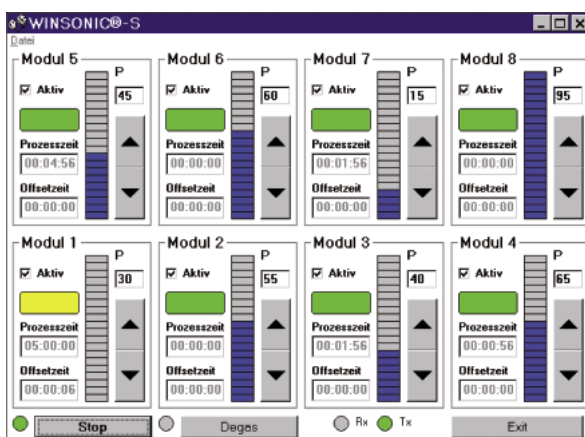 WINSONIC®-S
Datei
Modul 5
P
Aktiv
45
Prozesszeit
00:04:56
Offsetzeit
00:00:00
Modul 6
P
Aktiv
60
Prozesszeit
00:00:00
Offsetzeit
00:00:00
Modul 7
P
Aktiv
15
Prozesszeit
00:01:56
Offsetzeit
00:00:00
Modul 8
P
Aktiv
95
Prozesszeit
00:00:00
Offsetzeit
00:00:00
Modul 1
P
Aktiv
30
Prozesszeit
05:00:00
Offsetzeit
00:00:06
Modul 2
P
Aktiv
55
Prozesszeit
00:00:00
Offsetzeit
00:00:00
Modul 3
P
Aktiv
40
Prozesszeit
00:01:56
Offsetzeit
00:00:00
Modul 4
P
Aktiv
65
Prozesszeit
00:00:56
Offsetzeit
00:00:00
Stop
Degas
Rx
Tx
Exit